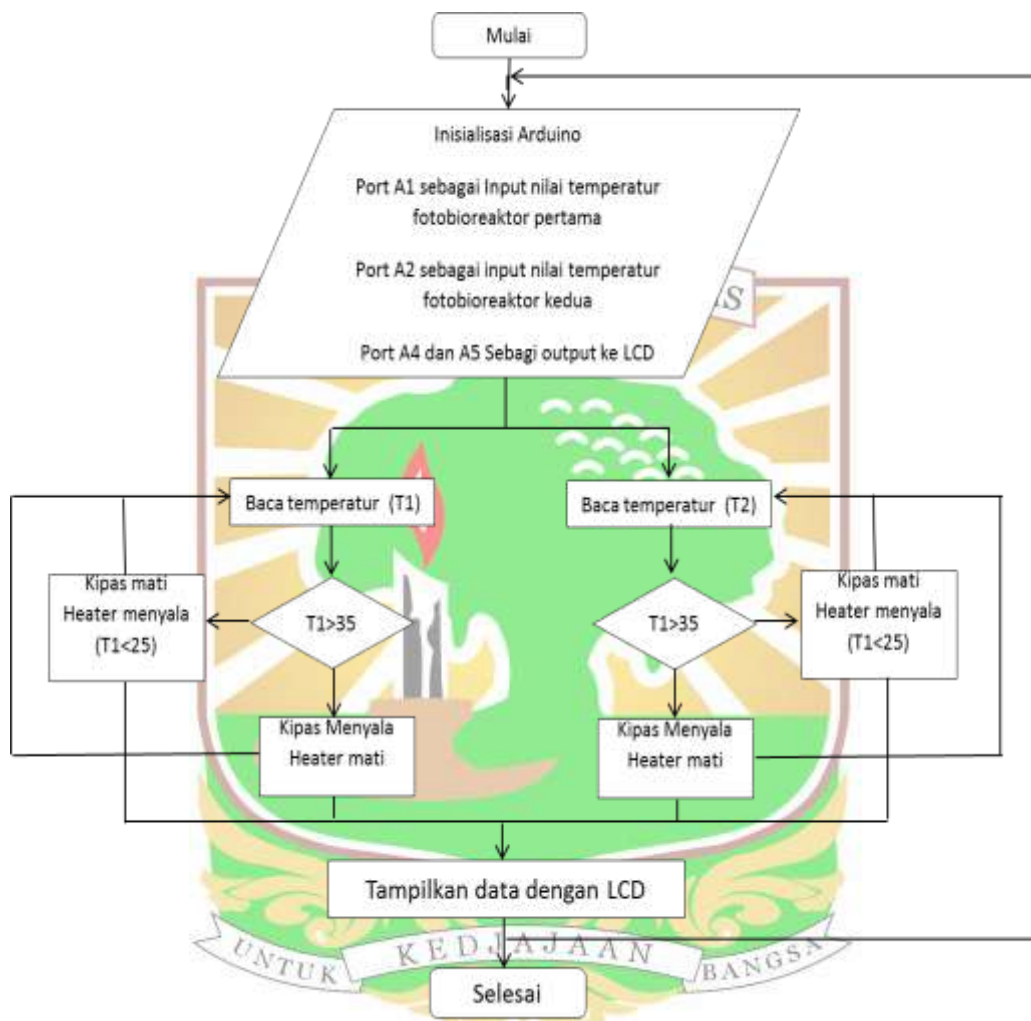 Mulai
Inisialisasi Arduino
Port A1 sebagai Input nilai temperatur
fotobioreaktor pertama
Port A2 sebagai input nilai temperatur
fotobioreaktor kedua
Port A4 dan A5 Sebagi output ke LCD
Baca temperatur (T1)
Baca temperatur (T2)
Kipas mati
Heater menyala
(T1<25)
T1>35
T1>35
Kipas mati
Heater menyala
(T1<25)
Kipas Menyala
Heater mati
Kipas Menyala
Heater mati
Tampilkan data dengan LCD
UNTUK KEDJAJAAN BANGSA
Selesai